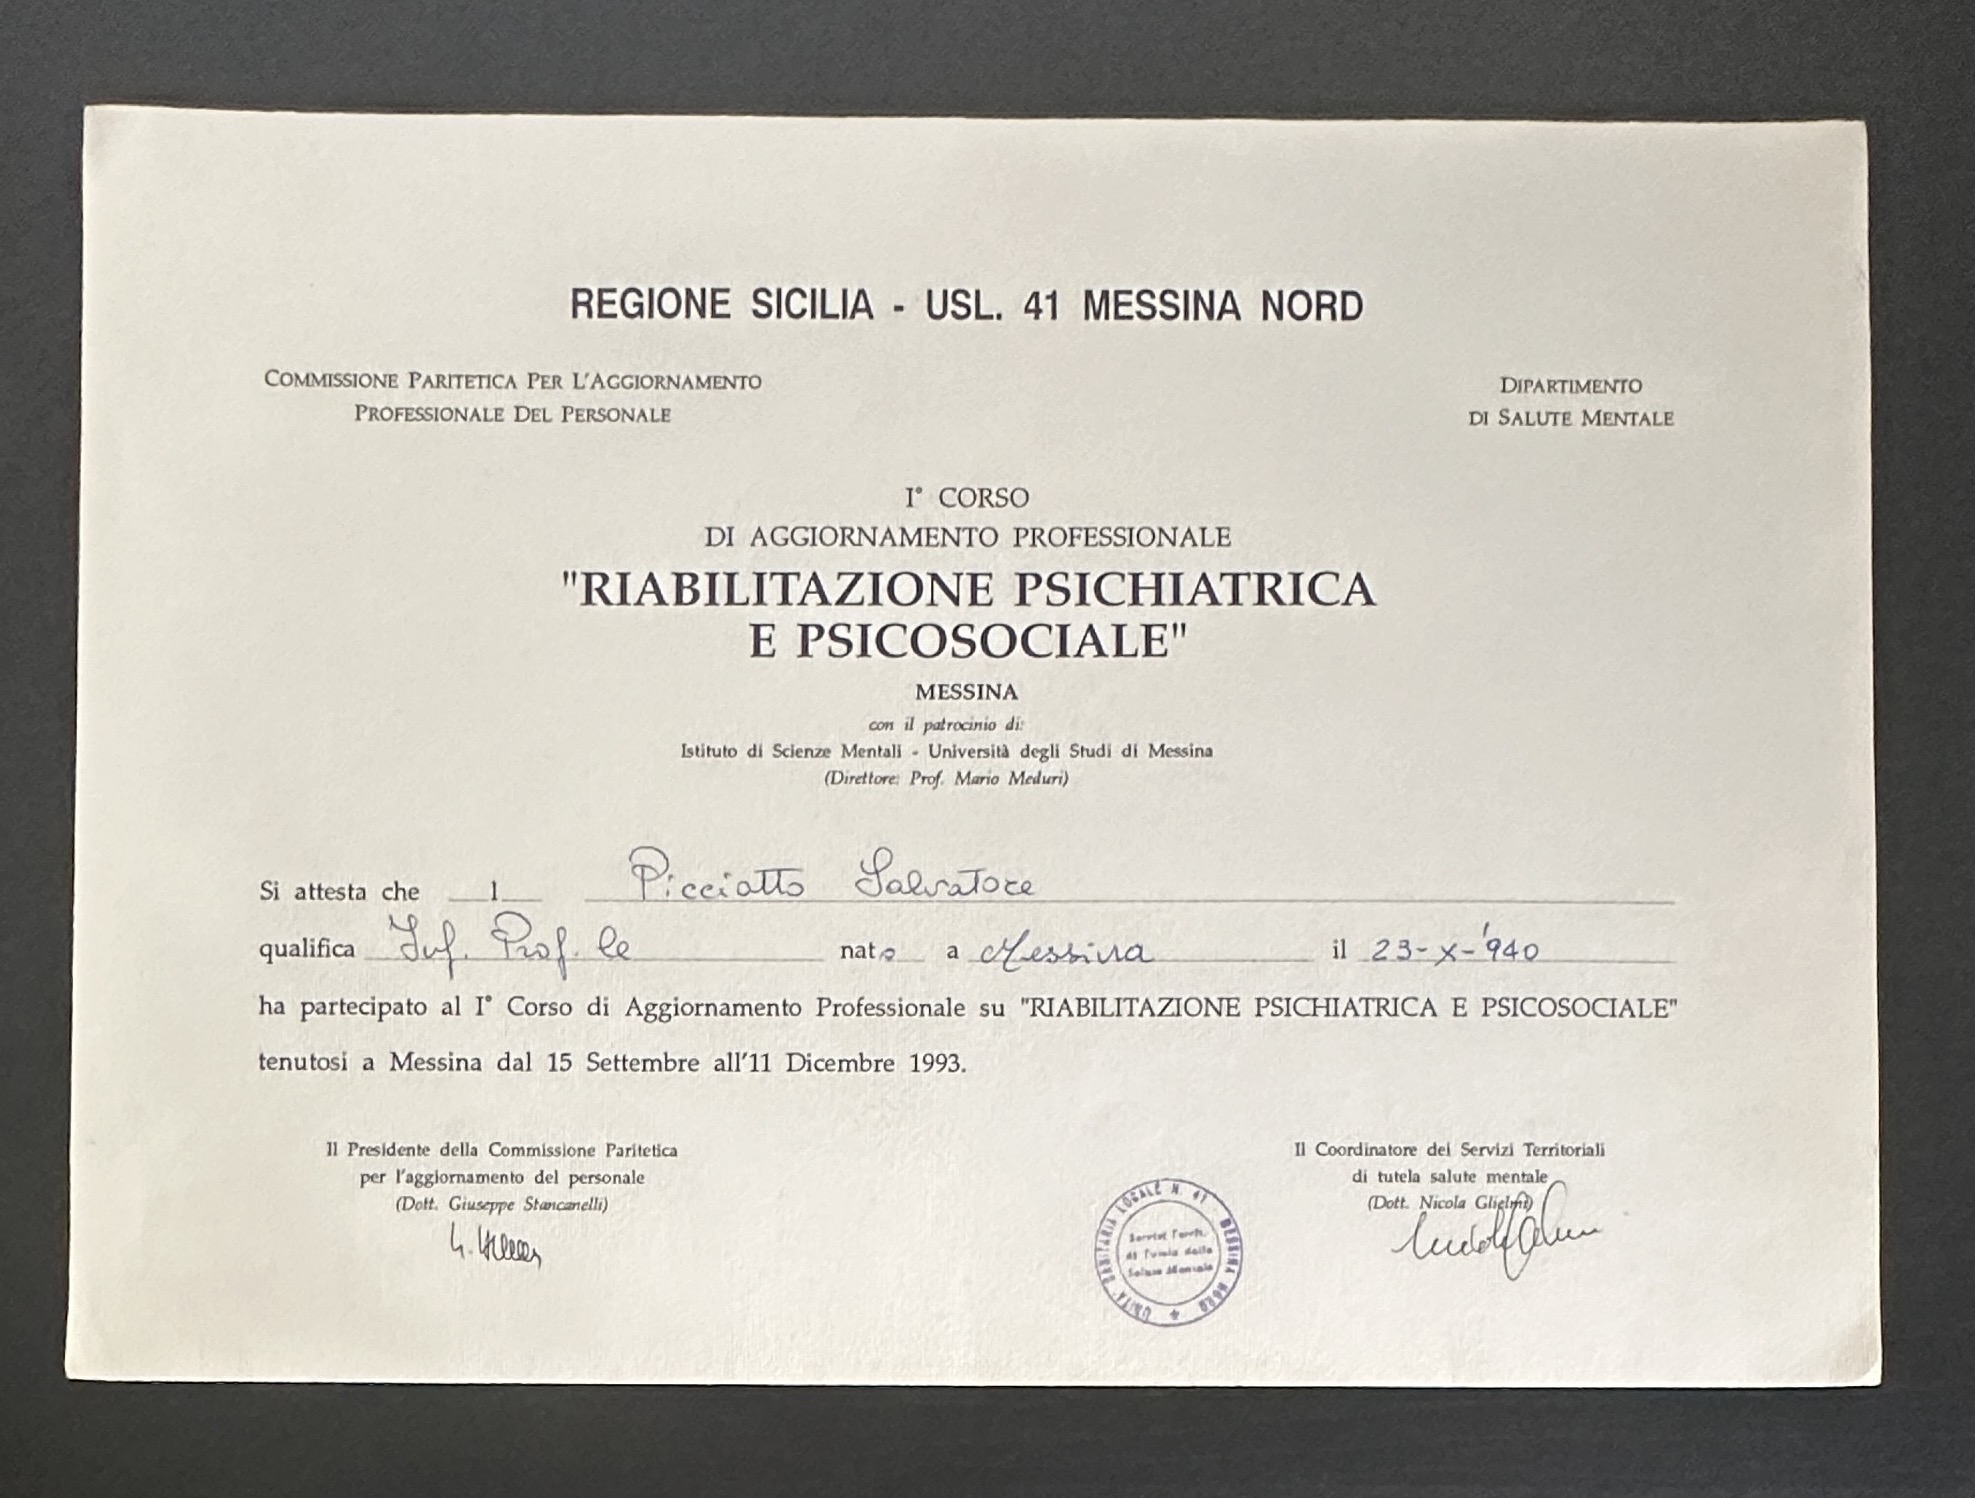 REGIONE SICILIA - USL. 41 MESSINA NORD
COMMISSIONE PARITETICA PER L'AGGIORNAMENTO
PROFESSIONALE DEL PERSONALE
DIPARTIMENTO
DI SALUTE MENTALE
I° CORSO
DI AGGIORNAMENTO PROFESSIONALE
"RIABILITAZIONE PSICHIATRICA
E PSICOSOCIALE"
MESSINA
con il patrocinio di:
Istituto di Scienze Mentali - Università degli Studi di Messina
(Direttore: Prof. Mario Meduri)
Si attesta che l Picciotto Salvatore
qualifica Inf. Prof.le nato a Messina il 23-X-'940
ha partecipato al I° Corso di Aggiornamento Professionale su "RIABILITAZIONE PSICHIATRICA E PSICOSOCIALE"
tenutosi a Messina dal 15 Settembre all'11 Dicembre 1993.
Il Presidente della Commissione Paritetica
per l'aggiornamento del personale
(Dott. Giuseppe Stancanelli)
Il Coordinatore dei Servizi Territoriali
di tutela salute mentale
(Dott. Nicola Glielmi)
UNITA' SANITARIA LOCALE N. 41 MESSINA NORD
Servizi Territ.
di Tutela della
Salute Mentale